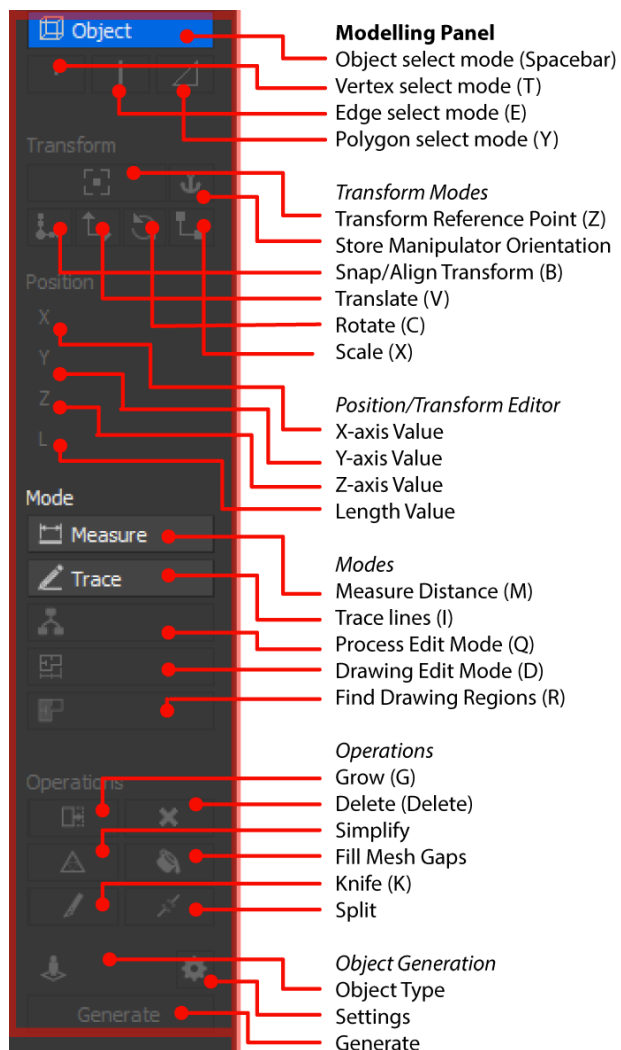 Object
Modelling Panel
Object select mode (Spacebar)
Vertex select mode (T)
Edge select mode (E)
Polygon select mode (Y)
Transform
Transform Modes
Transform Reference Point (Z)
Store Manipulator Orientation
Snap/Align Transform (B)
Translate (V)
Rotate (C)
Scale (X)
Position
X
Y
Z
L
Position/Transform Editor
X-axis Value
Y-axis Value
Z-axis Value
Length Value
Mode
Measure
Trace
Modes
Measure Distance (M)
Trace lines (I)
Process Edit Mode (Q)
Drawing Edit Mode (D)
Find Drawing Regions (R)
Operations
Operations
Grow (G)
Delete (Delete)
Simplify
Fill Mesh Gaps
Knife (K)
Split
Object Generation
Object Type
Settings
Generate
Generate